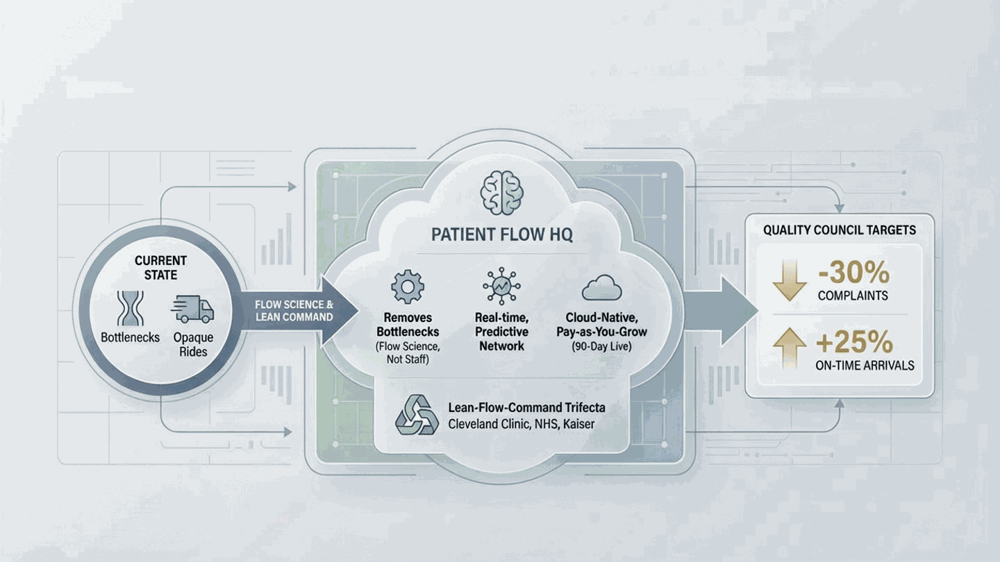 CURRENT
STATE
Bottlenecks
Opaque
Rides
FLOW SCIENCE &
LEAN COMMAND
PATIENT FLOW HQ
Removes
Bottlenecks
(Flow Science,
Not Staff)
Real-time,
Predictive
Network
Cloud-Native,
Pay-as-You-Grow
(90-Day Live)
Lean-Flow-Command Trifecta
Cleveland Clinic, NHS, Kaiser
QUALITY COUNCIL TARGETS
-30%
COMPLAINTS
+25%
ON-TIME ARRIVALS